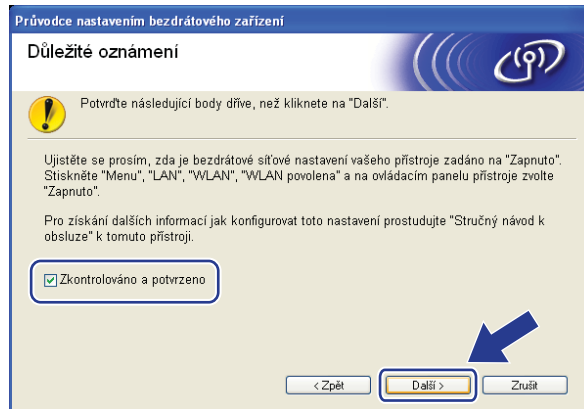 Průvodce nastavením bezdrátového zařízení
Důležité oznámení
Potvrďte následující body dříve, než kliknete na "Další".
Ujistěte se prosím, zda je bezdrátové síťové nastavení vašeho přístroje zadáno na "Zapnuto".
Stiskněte "Menu", "LAN", "WLAN", "WLAN povolena" a na ovládacím panelu přístroje zvolte
"Zapnuto".
Pro získání dalších informací jak konfigurovat toto nastavení prostudujte "Stručný návod k
obsluze" k tomuto přístroji.
Zkontrolováno a potvrzeno
< Zpět
Další >
Zrušit